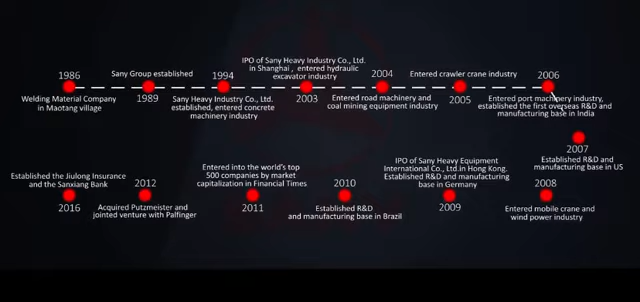 1986
Welding Material Company
in Maotang village
Sany Group established
1989
1994
Sany Heavy Industry Co., Ltd.
established, entered concrete
machinery industry
IPO of Sany Heavy Industry Co., Ltd.
in Shanghai , entered hydraulic
excavator industry
2003
2004
Entered road machinery and
coal mining equipment industry
Entered crawler crane industry
2005
2006
Entered port machinery industry,
established the first overseas R&D and
manufacturing base in India
2007
Established R&D and
manufacturing base in US
2008
Entered mobile crane and
wind power industry
IPO of Sany Heavy Equipment
International Co., Ltd.in Hong Kong.
Established R&D and manufacturing
base in Germany
2009
2010
Established R&D
and manufacturing base in Brazil
Entered into the world's top
500 companies by market
capitalization in Financial Times
2011
2012
Acquired Putzmeister and
jointed venture with Palfinger
Established the Jiulong Insurance
and the Sanxiang Bank
2016